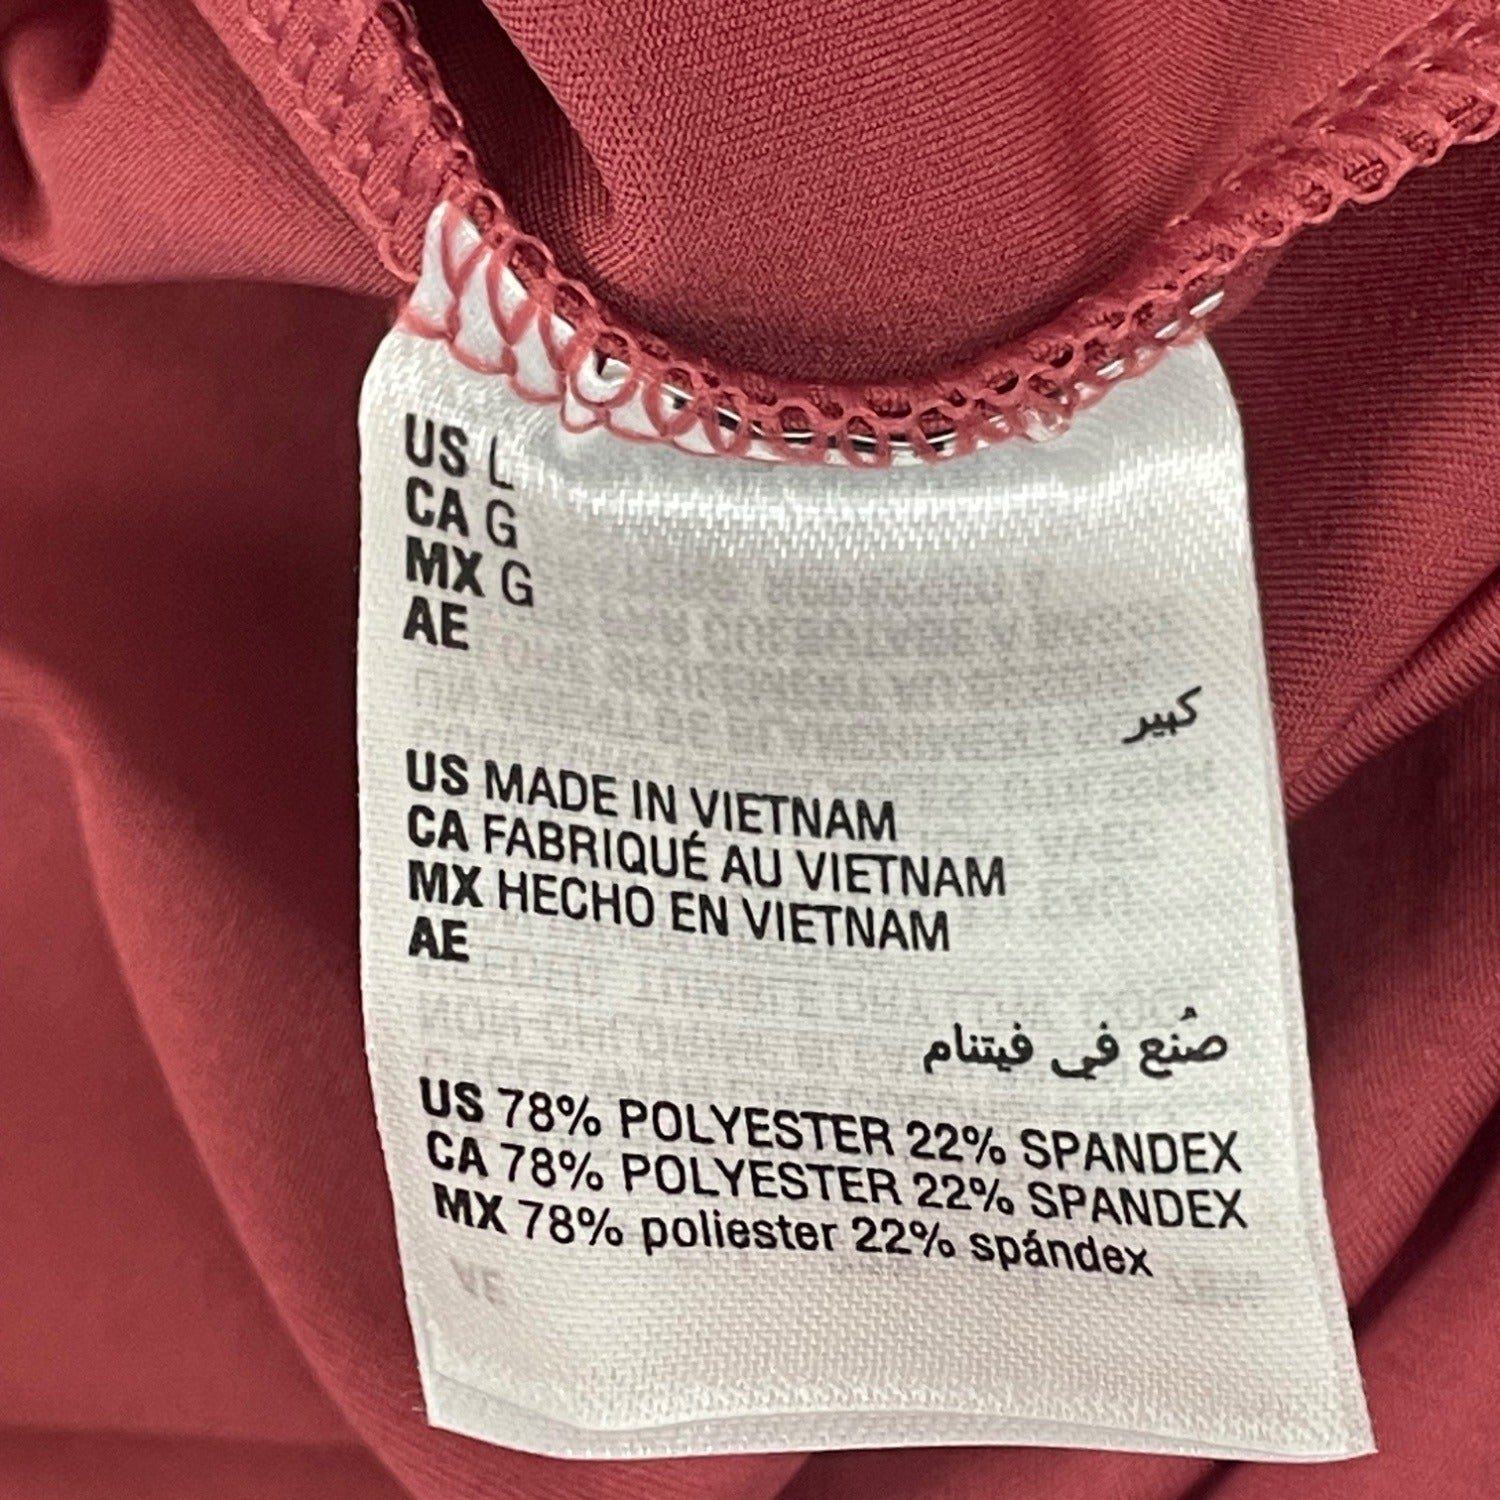 US L
CA G
MX G
AE
كبير
US MADE IN VIETNAM
CA FABRIQUÉ AU VIETNAM
MX HECHO EN VIETNAM
AE
صُنع في فيتنام
US 78% POLYESTER 22% SPANDEX
CA 78% POLYESTER 22% SPANDEX
MX 78% poliester 22% spándex